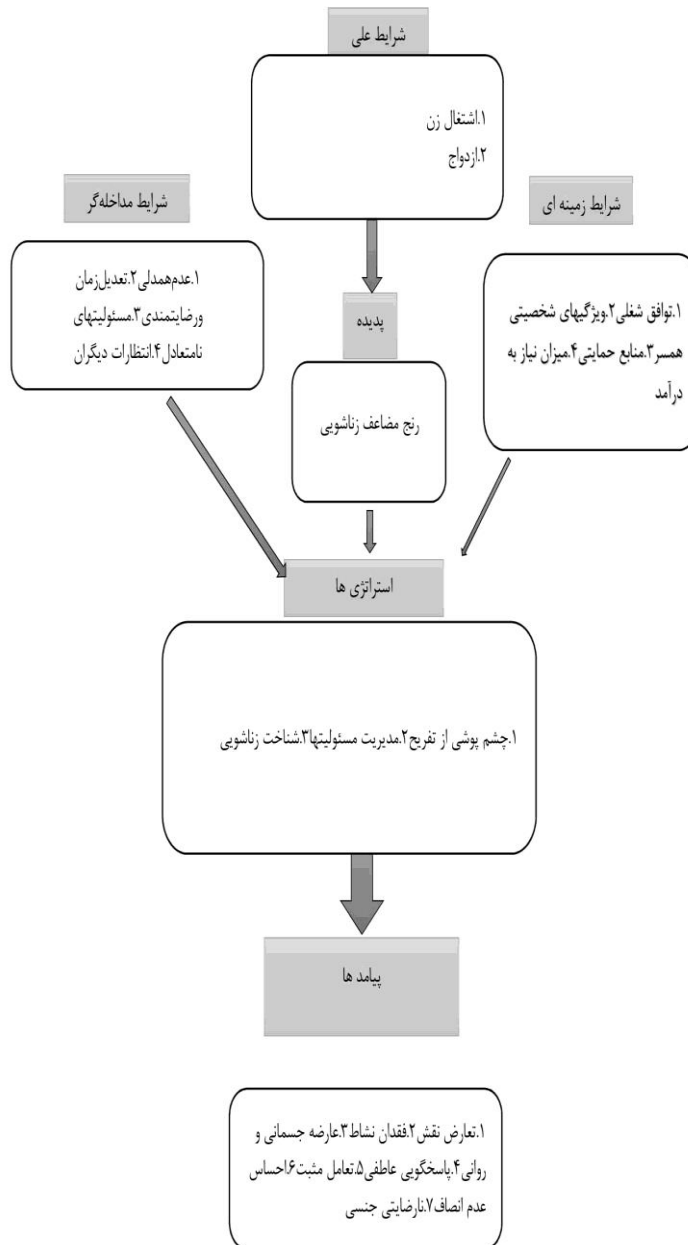 شرایط علی
۱.اشتغال زن
۲.ازدواج
شرایط زمینه ای
۱.توافق شغلی۲.ویژگیهای شخصیتی
همسر۳.منابع حمایتی۴.میزان نیاز به
درآمد
شرایط مداخله‌گر
۱.عدم‌همدلی۲.تعدیل‌زمان
ورضایتمندی۳.مسئولیتهای
نامتعادل۴.انتظارات دیگران
پدیده
رنج مضاعف زناشویی
استراتژی ها
۱.چشم پوشی از تفریح۲.مدیریت مسئولیتها۳.شناخت زناشویی
پیامد ها
۱.تعارض نقش۲.فقدان نشاط۳.عارضه جسمانی و
روانی۴.پاسخگویی عاطفی۵.تعامل مثبت۶.احساس
عدم انصاف۷.نارضایتی جنسی